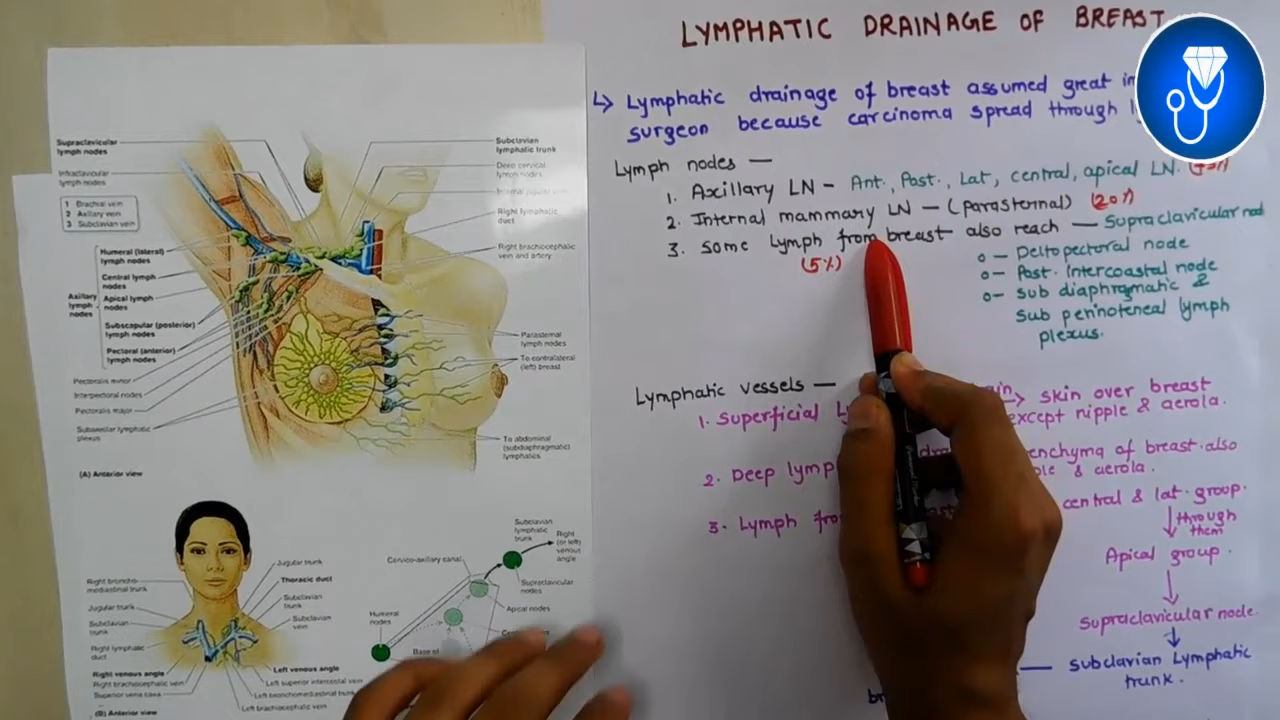 LYMPHATIC DRAINAGE OF BREAST
↳ Lymphatic drainage of breast assumed great
surgeon because carcinoma spread through
Lymph nodes —
1. Axillary LN - Ant., Post., Lat, central, apical LN.
2. Internal mammary LN - (parasternal) (20%)
3. Some Lymph from breast also reach — Supraclavicular nod
(5%)
o— Deltopectoral node
o— Post. Intercoastal node
o— Sub diaphragmatic &
Sub peritoneal lymph
plexus.
Lymphatic vessels —
1. Superficial
skin over breast
except nipple & aerola.
2. Deep lymp
enchyma of breast also
& aerola.
3. Lymph
central & lat. group.
↓ through them
Apical group.
↓
Supraclavicular node.
↓
— Subclavian Lymphatic
trunk.
Supraclavicular
lymph nodes
Infraclavicular
lymph nodes
1 Brachial vein
2 Axillary vein
3 Subclavian vein
Humeral (lateral)
lymph nodes
Central lymph
nodes
Axillary
lymph
nodes
Apical lymph
nodes
Subscapular (posterior)
lymph nodes
Pectoral (anterior)
lymph nodes
Pectoralis minor
Interpectoral nodes
Pectoralis major
Subareolar lymphatic
plexus
(A) Anterior view
Subclavian
lymphatic trunk
Deep cervical
lymph nodes
Internal jugular vein
Right lymphatic
duct
Right brachiocephalic
vein and artery
Parasternal
lymph nodes
To contralateral
(left) breast
To abdominal
(subdiaphragmatic)
lymphatics
Right broncho-
mediastinal trunk
Jugular trunk
Subclavian
trunk
Right lymphatic
duct
Right venous angle
Right brachiocephalic vein
Superior vena cava
(B) Anterior view
Jugular trunk
Thoracic duct
Subclavian
trunk
Subclavian
vein
Left venous angle
Left superior intercostal vein
Left bronchomediastinal trunk
Left brachiocephalic vein
Subclavian
lymphatic
trunk
Right
(or left)
venous
angle
Cervico-axillary canal
Supraclavicular
nodes
Apical nodes
Humeral
nodes